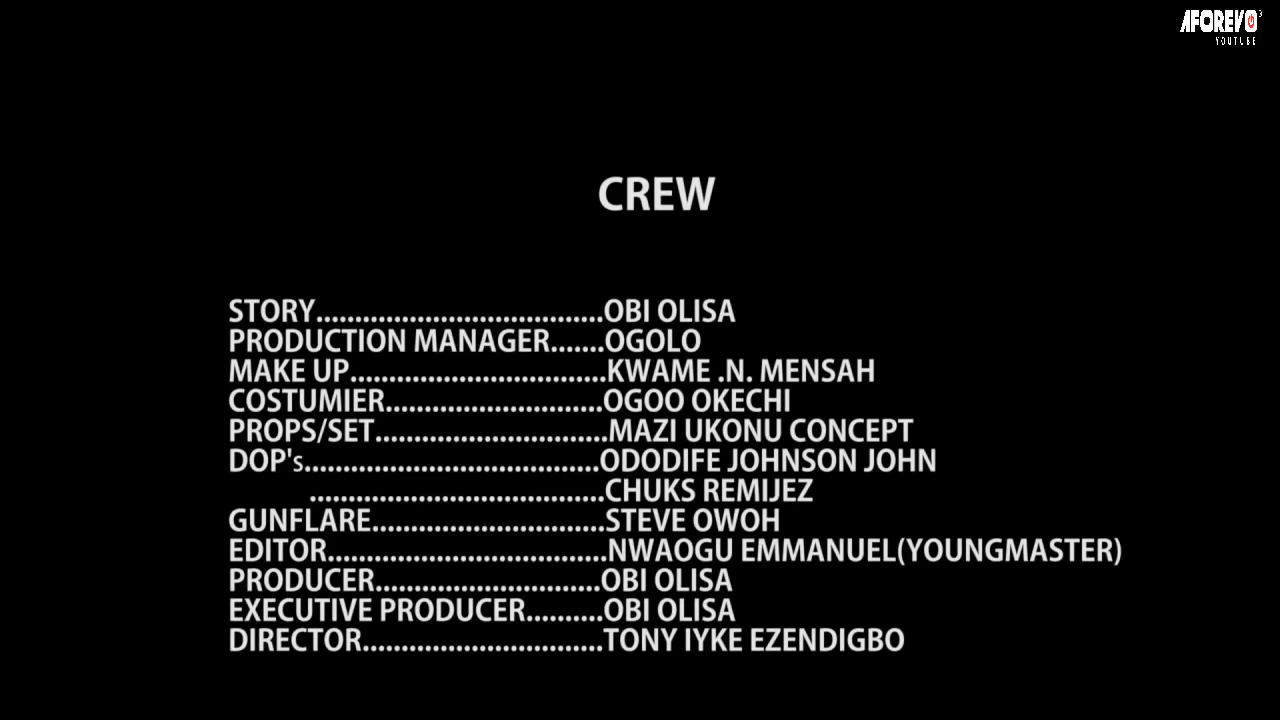 AFOREVO
YOUTUBE
CREW
STORY.....................................OBI OLISA
PRODUCTION MANAGER.......OGOLO
MAKE UP.................................KWAME .N. MENSAH
COSTUMIER............................OGOO OKECHI
PROPS/SET..............................MAZI UKONU CONCEPT
DOP's......................................ODODIFE JOHNSON JOHN
......................................CHUKS REMIJEZ
GUNFLARE..............................STEVE OWOH
EDITOR....................................NWAOGU EMMANUEL(YOUNGMASTER)
PRODUCER.............................OBI OLISA
EXECUTIVE PRODUCER..........OBI OLISA
DIRECTOR...............................TONY IYKE EZENDIGBO